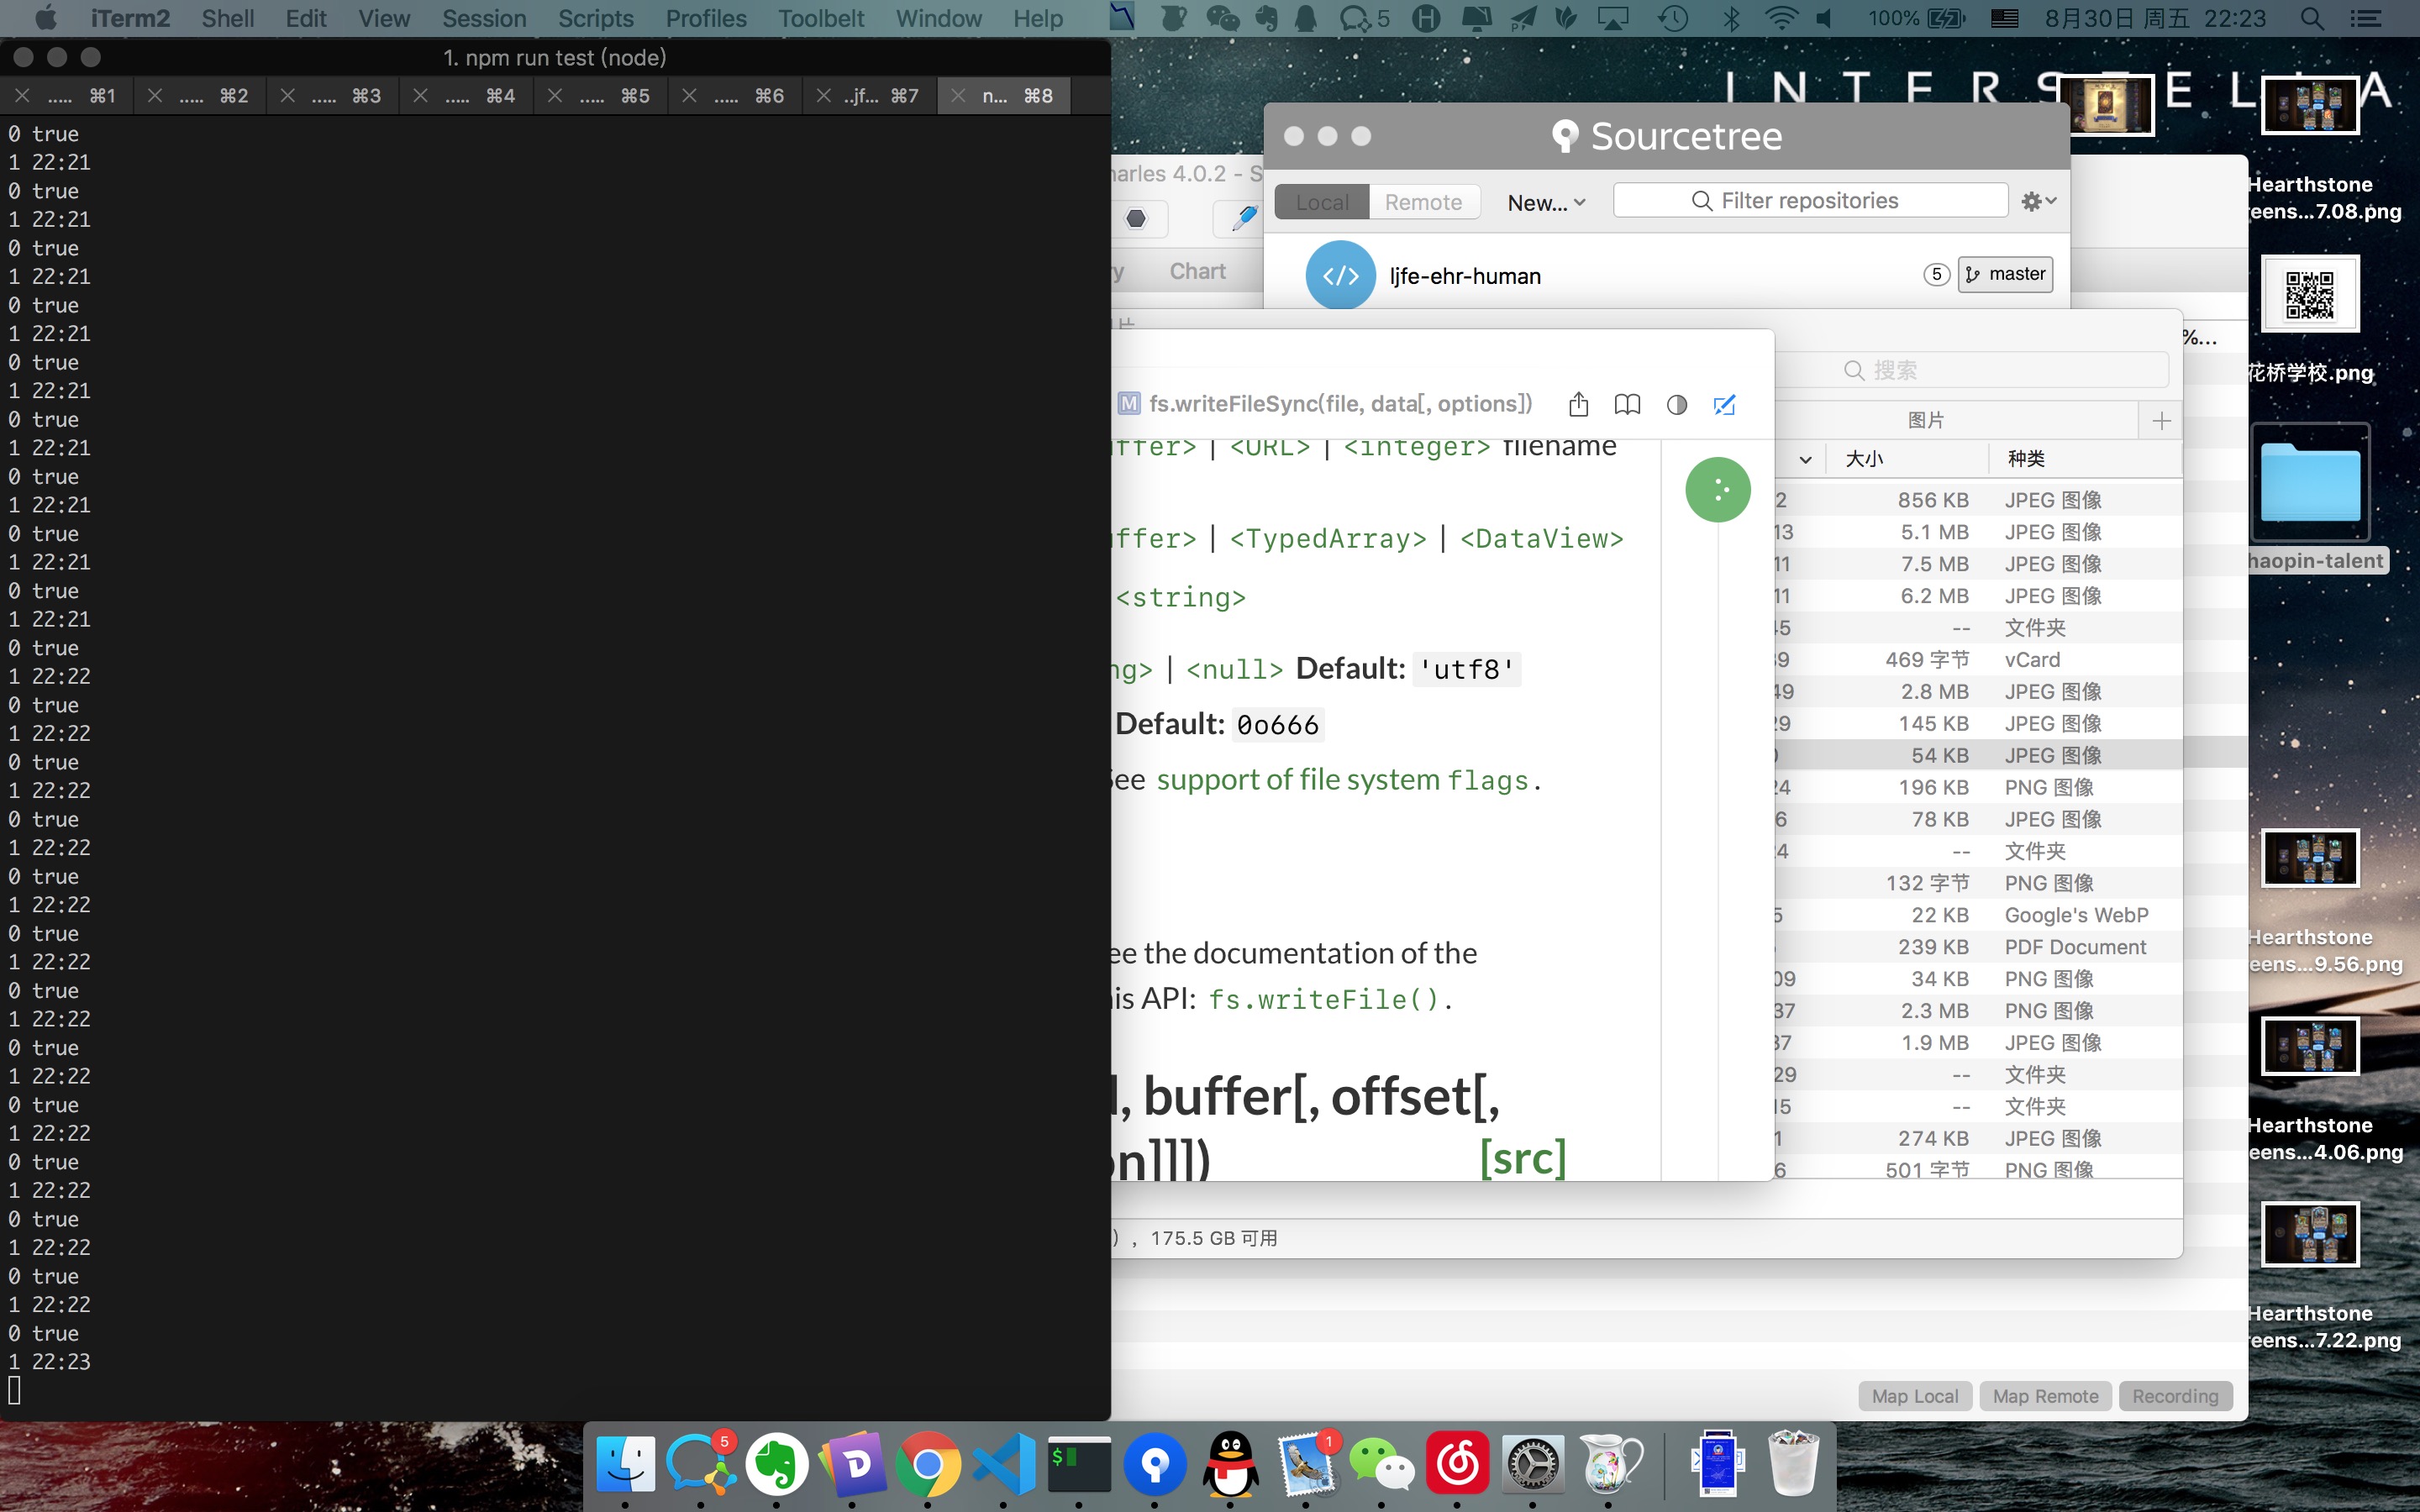 iTerm2 Shell Edit View Session Scripts Profiles Toolbelt Window Help 5 100% 8月30日 周五 22:23
1. npm run test (node)
..... ⌘1 ..... ⌘2 ..... ⌘3 ..... ⌘4 ..... ⌘5 ..... ⌘6 ..jf... ⌘7 n... ⌘8
0 true
1 22:21
0 true
1 22:21
0 true
1 22:21
0 true
1 22:21
0 true
1 22:21
0 true
1 22:21
0 true
1 22:21
0 true
1 22:21
0 true
1 22:21
0 true
1 22:22
0 true
1 22:22
0 true
1 22:22
0 true
1 22:22
0 true
1 22:22
0 true
1 22:22
0 true
1 22:22
0 true
1 22:22
0 true
1 22:22
0 true
1 22:22
0 true
1 22:22
0 true
1 22:22
0 true
1 22:23
arles 4.0.2 - S
Chart
Sourcetree
Local Remote New... Filter repositories
ljfe-ehr-human 5 master
M fs.writeFileSync(file, data[, options])
ffer> | <URL> | <integer> filename
ffer> | <TypedArray> | <DataView>
<string>
ng> | <null> Default: 'utf8'
Default: 0o666
See support of file system flags.
ee the documentation of the
his API: fs.writeFile().
, buffer[, offset[,
on]]]) [src]
%...
搜索
图片
大小 种类
2 856 KB JPEG 图像
13 5.1 MB JPEG 图像
11 7.5 MB JPEG 图像
11 6.2 MB JPEG 图像
45 -- 文件夹
39 469 字节 vCard
49 2.8 MB JPEG 图像
29 145 KB JPEG 图像
54 KB JPEG 图像
24 196 KB PNG 图像
6 78 KB JPEG 图像
4 -- 文件夹
132 字节 PNG 图像
5 22 KB Google's WebP
239 KB PDF Document
09 34 KB PNG 图像
37 2.3 MB PNG 图像
37 1.9 MB JPEG 图像
29 -- 文件夹
15 -- 文件夹
1 274 KB JPEG 图像
6 501 字节 PNG 图像
) , 175.5 GB 可用
Map Local Map Remote Recording
INTERSTELLA
Hearthstone
reens...7.08.png
花桥学校.png
haopin-talent
Hearthstone
eens...9.56.png
Hearthstone
eens...4.06.png
Hearthstone
reens...7.22.png
5
1